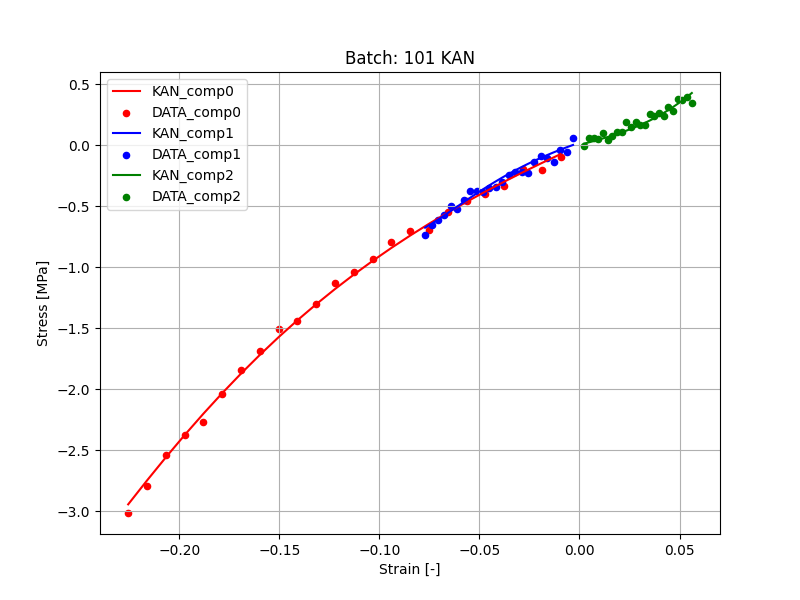 Batch: 101 KAN
KAN_comp0
DATA_comp0
KAN_comp1
DATA_comp1
KAN_comp2
DATA_comp2
0.5
0.0
−0.5
−1.0
−1.5
−2.0
−2.5
−3.0
Stress [MPa]
−0.20 −0.15 −0.10 −0.05 0.00 0.05
Strain [-]